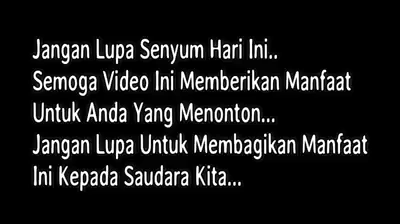 Jangan Lupa Senyum Hari Ini..
Semoga Video Ini Memberikan Manfaat
Untuk Anda Yang Menonton...
Jangan Lupa Untuk Membagikan Manfaat
Ini Kepada Saudara Kita...